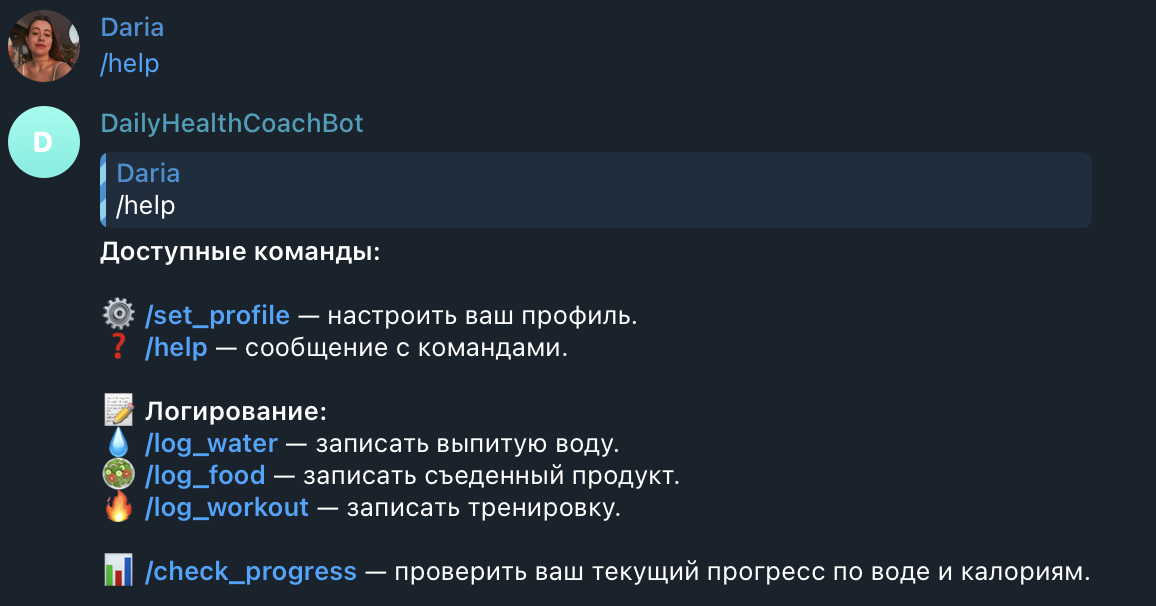 Daria
/help
D
DailyHealthCoachBot
Daria
/help
Доступные команды:
/set_profile — настроить ваш профиль.
/help — сообщение с командами.
Логирование:
/log_water — записать выпитую воду.
/log_food — записать съеденный продукт.
/log_workout — записать тренировку.
/check_progress — проверить ваш текущий прогресс по воде и калориям.